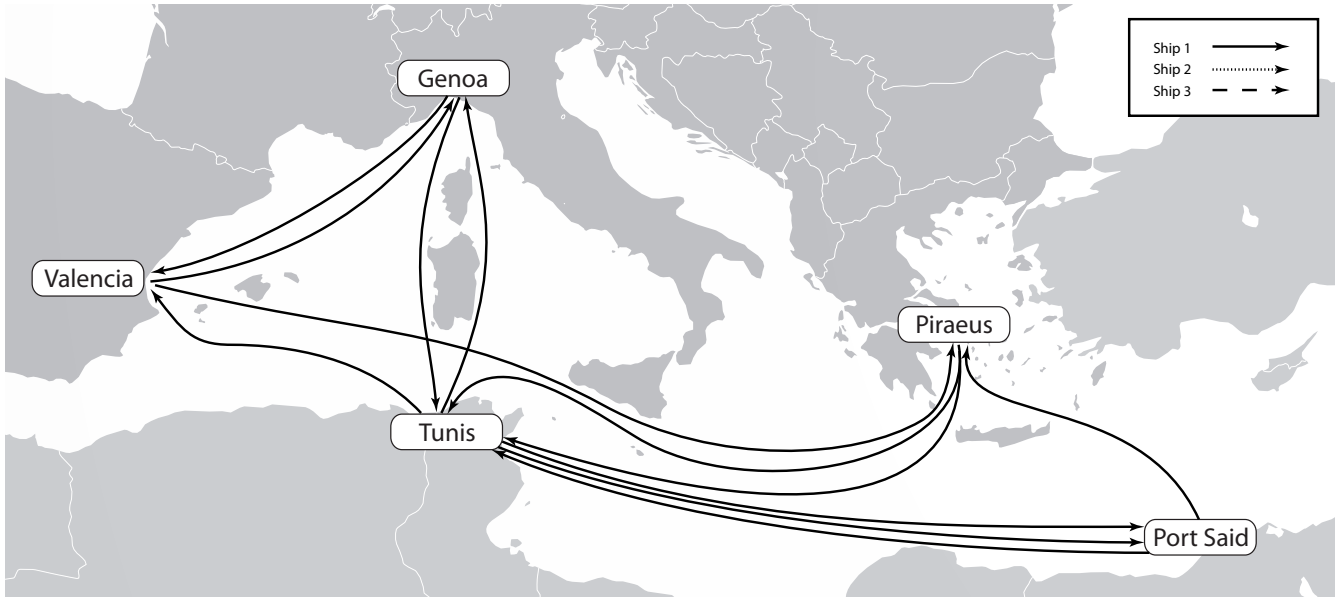 Genoa
Ship 1
Ship 2
Ship 3
Valencia
Piraeus
Tunis
Port Said